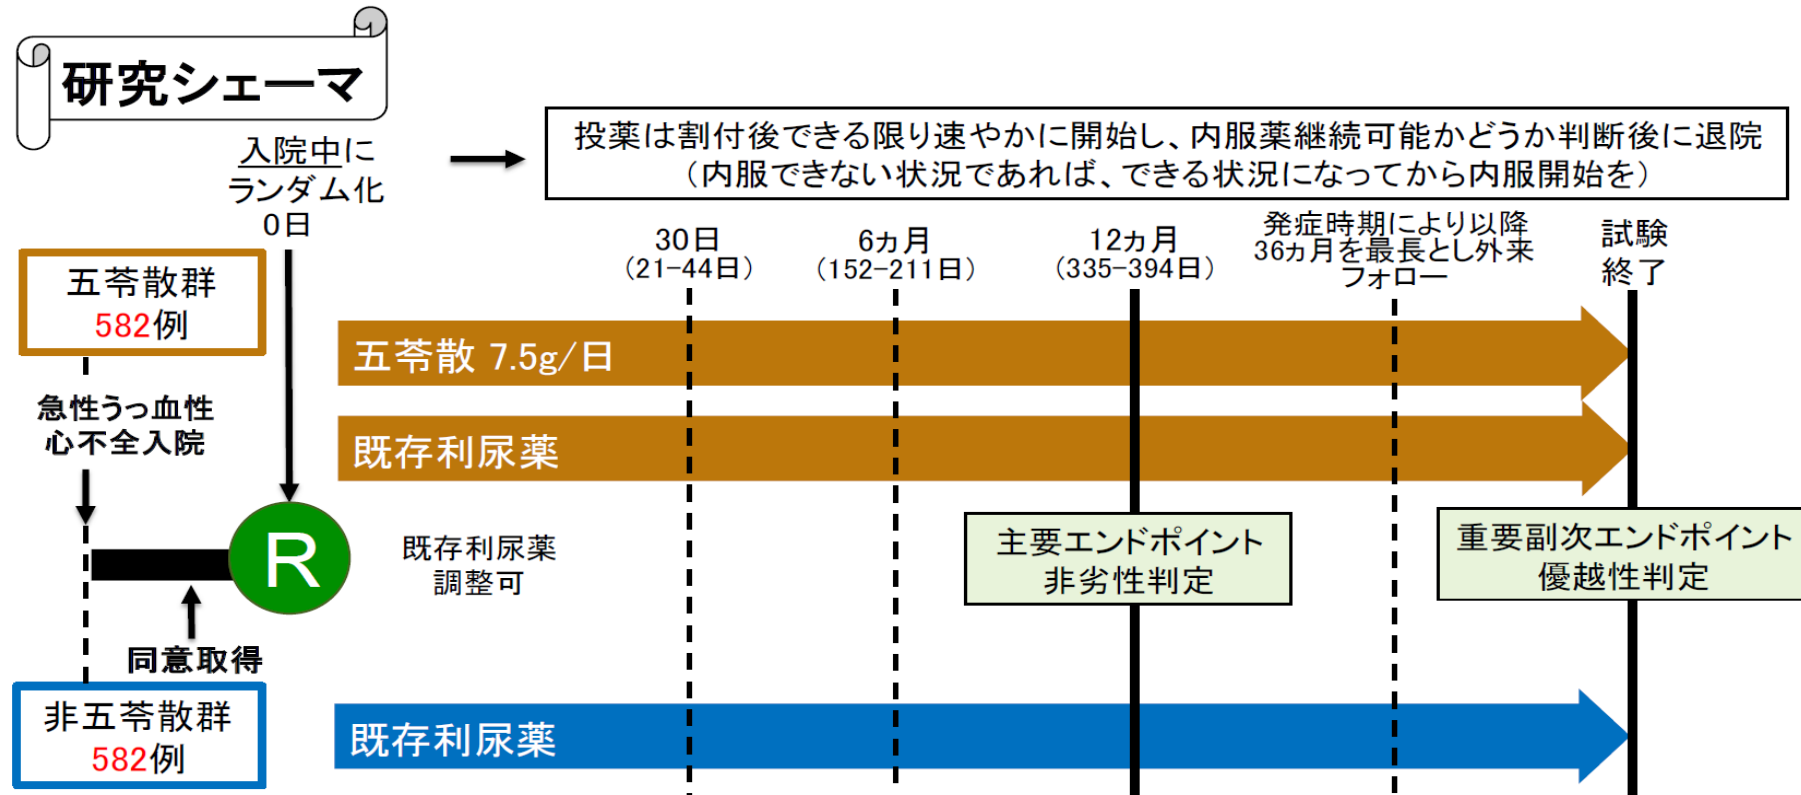 研究シェーマ
入院中に
ランダム化
0日
投薬は割付後できる限り速やかに開始し、内服薬継続可能かどうか判断後に退院
（内服できない状況であれば、できる状況になってから内服開始を）
30日
（21−44日）
6ヵ月
（152−211日）
12ヵ月
（335−394日）
発症時期により以降
36ヵ月を最長とし外来
フォロー
試験
終了
五苓散群
582例
五苓散 7.5g/日
急性うっ血性
心不全入院
既存利尿薬
R
既存利尿薬
調整可
主要エンドポイント
非劣性判定
重要副次エンドポイント
優越性判定
同意取得
非五苓散群
582例
既存利尿薬